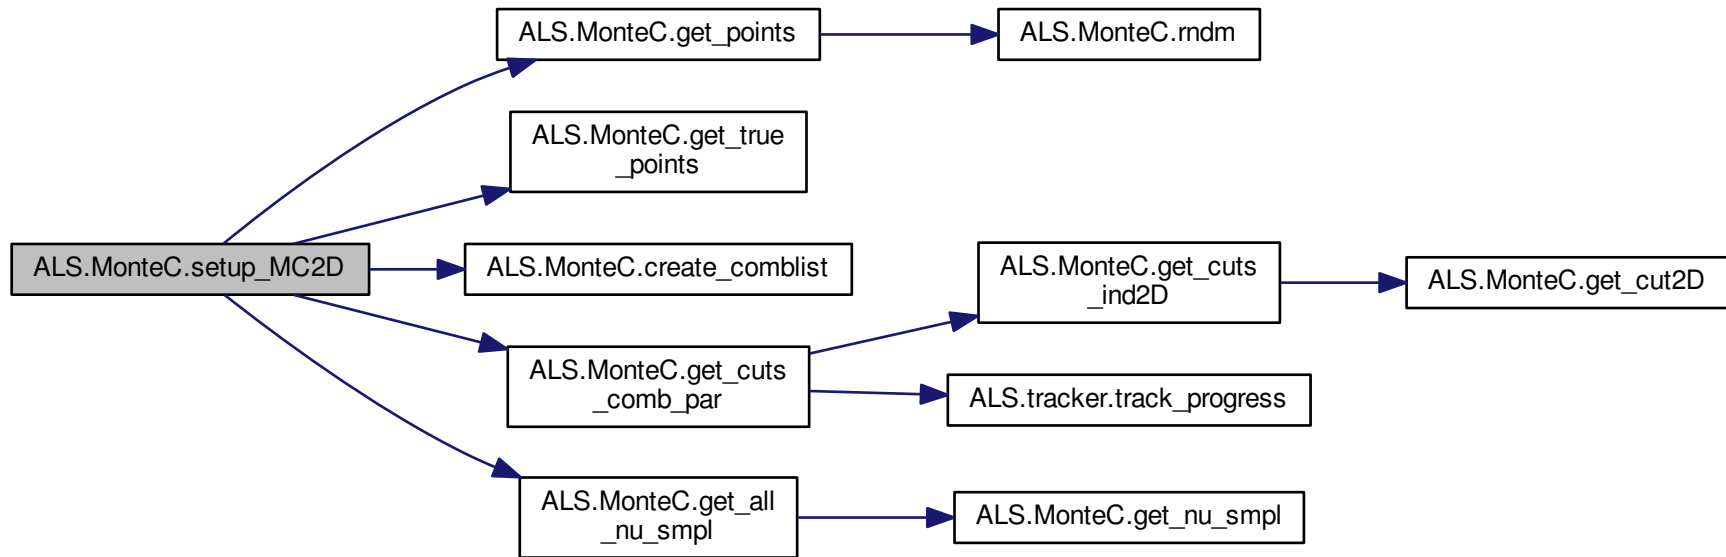 ALS.MonteC.setup_MC2D
ALS.MonteC.get_points
ALS.MonteC.rndm
ALS.MonteC.get_true
_points
ALS.MonteC.create_comblist
ALS.MonteC.get_cuts
_comb_par
ALS.MonteC.get_cuts
_ind2D
ALS.MonteC.get_cut2D
ALS.tracker.track_progress
ALS.MonteC.get_all
_nu_smpl
ALS.MonteC.get_nu_smpl